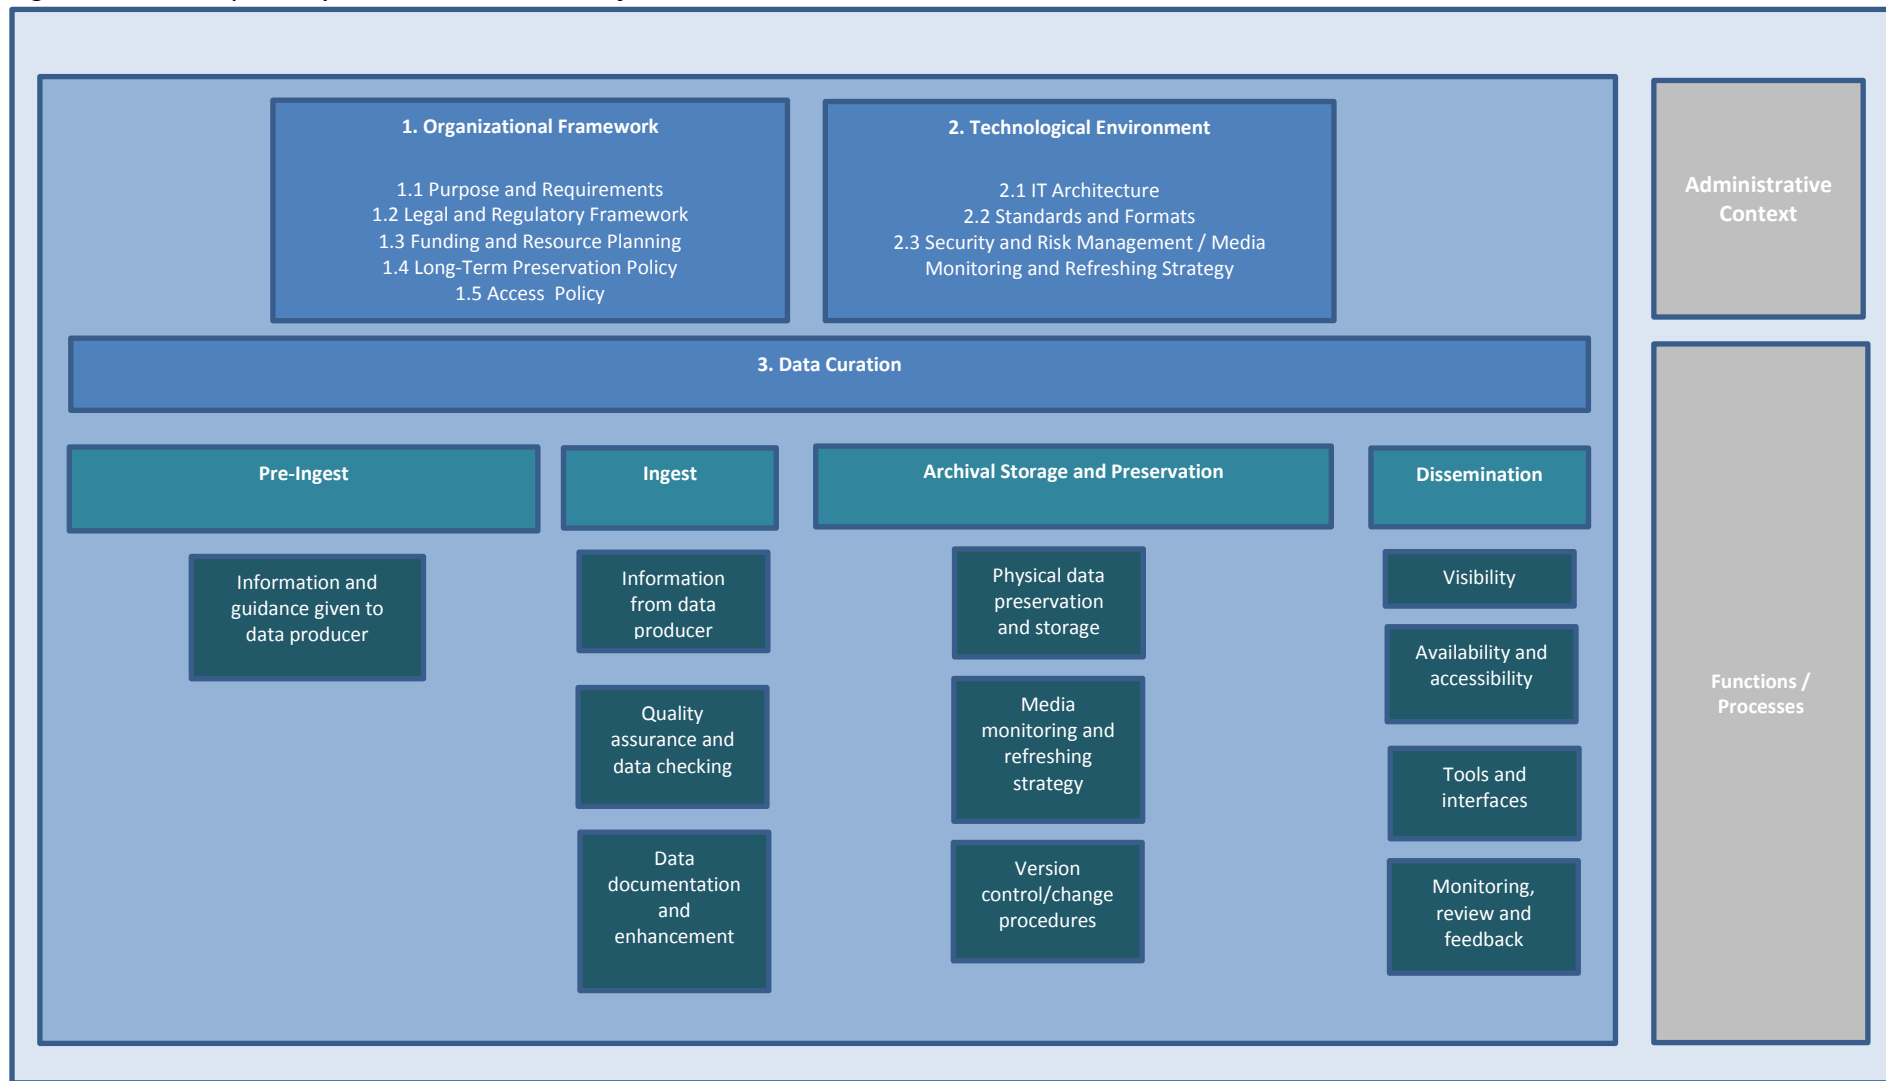 1. Organizational Framework
1.1 Purpose and Requirements
1.2 Legal and Regulatory Framework
1.3 Funding and Resource Planning
1.4 Long-Term Preservation Policy
1.5 Access  Policy
2. Technological Environment
2.1 IT Architecture
2.2 Standards and Formats
2.3 Security and Risk Management / Media
Monitoring and Refreshing Strategy
Administrative
Context
3. Data Curation
Pre-Ingest
Information and
guidance given to
data producer
Ingest
Information
from data
producer
Quality
assurance and
data checking
Data
documentation
and
enhancement
Archival Storage and Preservation
Physical data
preservation
and storage
Media
monitoring and
refreshing
strategy
Version
control/change
procedures
Dissemination
Visibility
Availability and
accessibility
Tools and
interfaces
Monitoring,
review and
feedback
Functions /
Processes